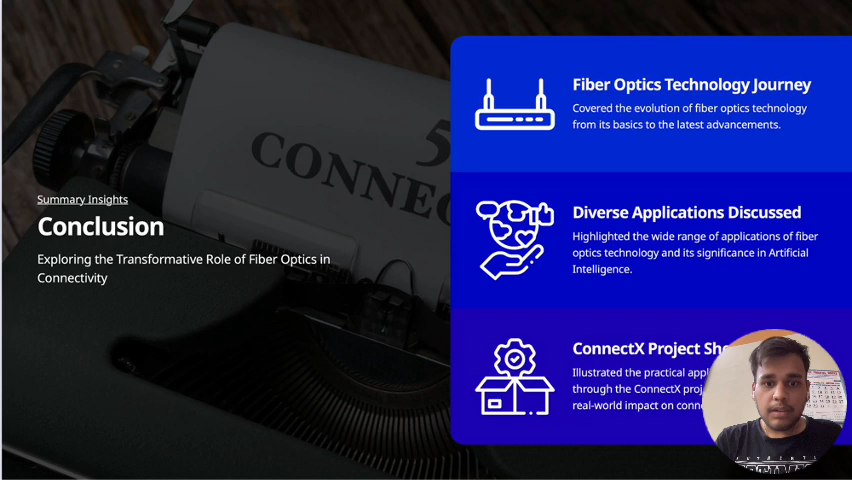 5
CONNEC
Summary Insights
Conclusion
Exploring the Transformative Role of Fiber Optics in
Connectivity
Fiber Optics Technology Journey
Covered the evolution of fiber optics technology
from its basics to the latest advancements.
Diverse Applications Discussed
Highlighted the wide range of applications of fiber
optics technology and its significance in Artificial
Intelligence.
ConnectX Project
Illustrated the practical
through the ConnectX
real-world impact on